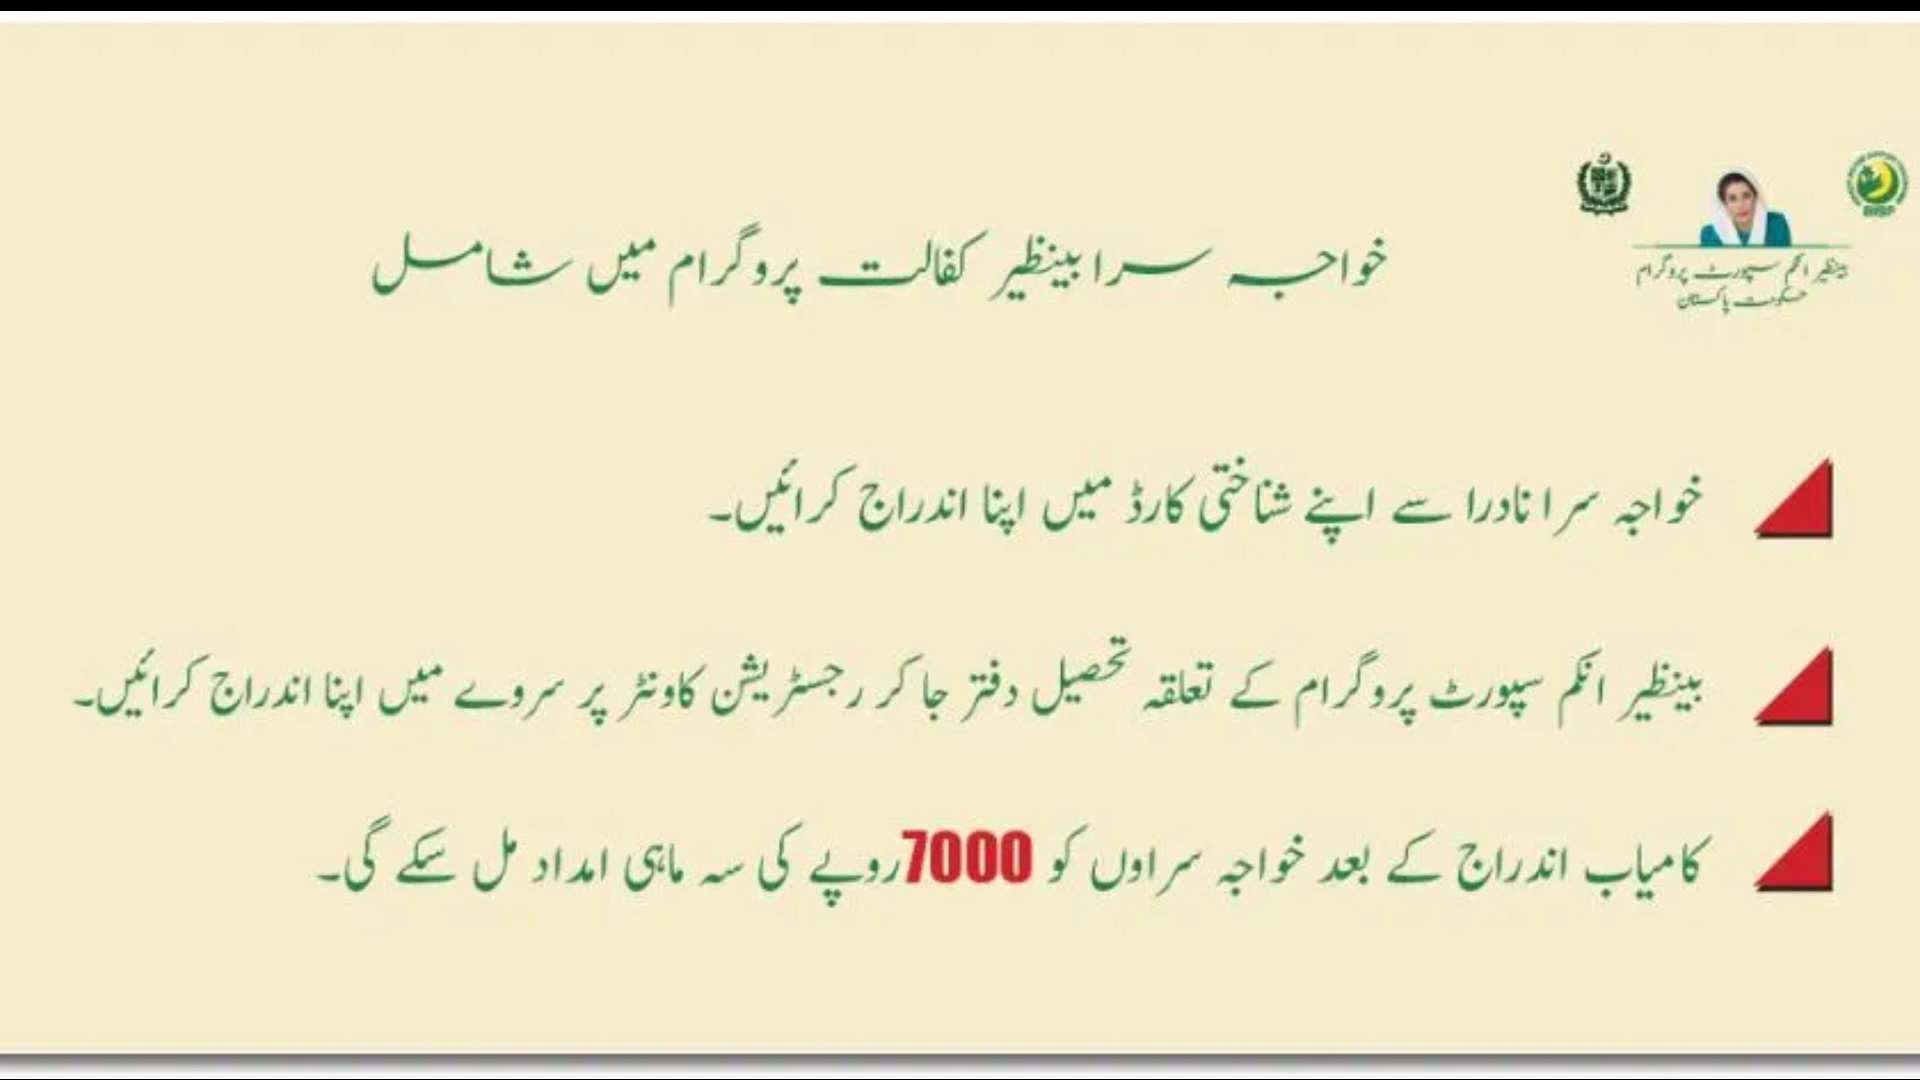 بینظیر انکم سپورٹ پروگرام
حکومت پاکستان
خواجہ سرا بینظیر کفالت پروگرام میں شامل
خواجہ سرا نادرا سے اپنے شناختی کارڈ میں اپنا اندراج کرائیں۔
بینظیر انکم سپورٹ پروگرام کے تعلقہ تحصیل دفتر جا کر رجسٹریشن کاونٹر پر سروے میں اپنا اندراج کرائیں۔
کامیاب اندراج کے بعد خواجہ سراوں کو 7000روپے کی سہ ماہی امداد مل سکے گی۔
BISP